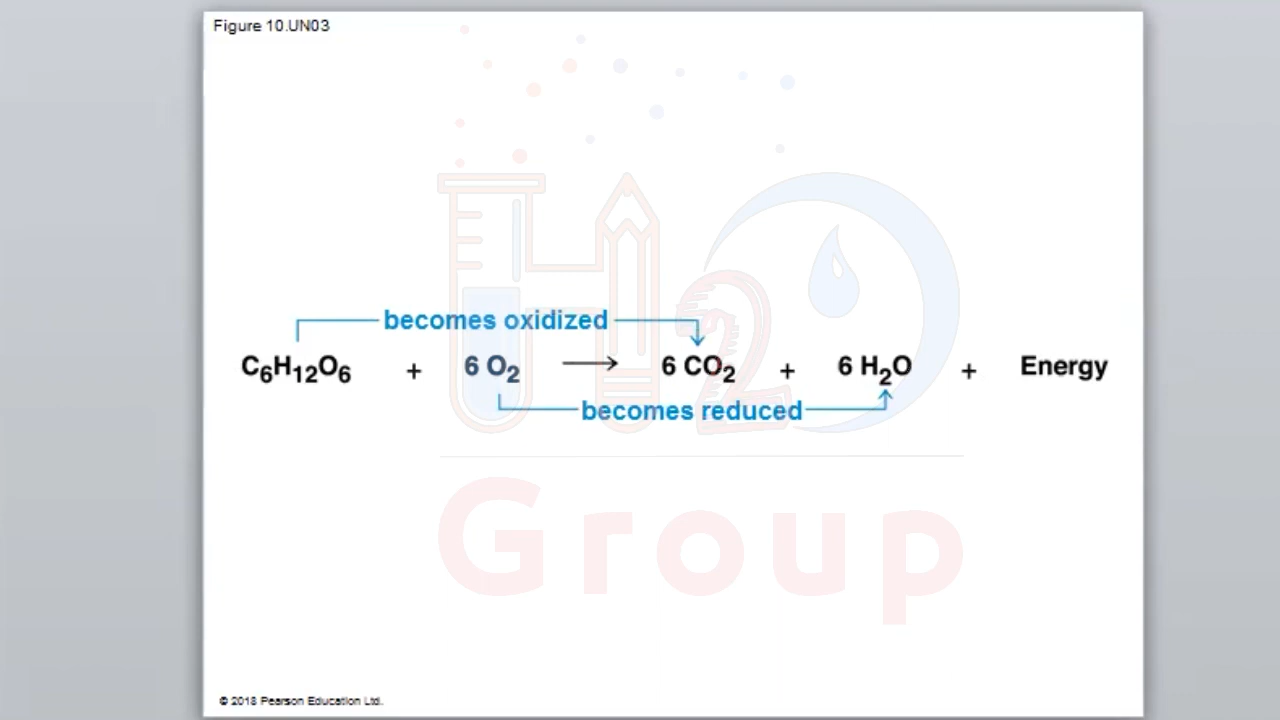 Figure 10.UN03
becomes oxidized
C6H12O6 + 6 O2 → 6 CO2 + 6 H2O + Energy
becomes reduced
H2O
Group
© 2018 Pearson Education Ltd.